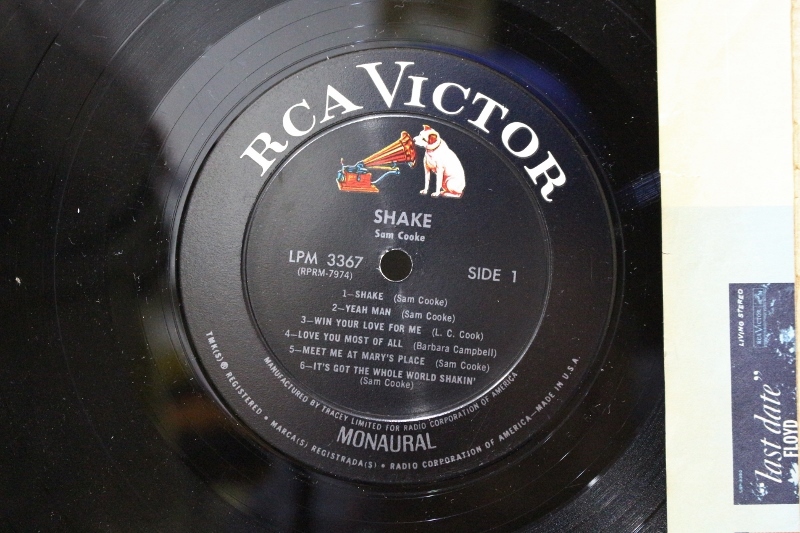 RCA VICTOR
SHAKE
Sam Cooke
LPM 3367
(RPRM-7974)
SIDE 1
1—SHAKE (Sam Cooke)
2—YEAH MAN (Sam Cooke)
3—WIN YOUR LOVE FOR ME (L. C. Cook)
4—LOVE YOU MOST OF ALL (Barbara Campbell)
5—MEET ME AT MARY'S PLACE (Sam Cooke)
6—IT'S GOT THE WHOLE WORLD SHAKIN'
(Sam Cooke)
MANUFACTURED BY TRACEY LIMITED FOR RADIO CORPORATION OF AMERICA
MONAURAL
TMK(S) ® REGISTERED • MARCA(S) REGISTRADA(S) • RADIO CORPORATION OF AMERICA—MADE IN U.S.A.
LIVING STEREO
RCA VICTOR
"last date"
FLOYD